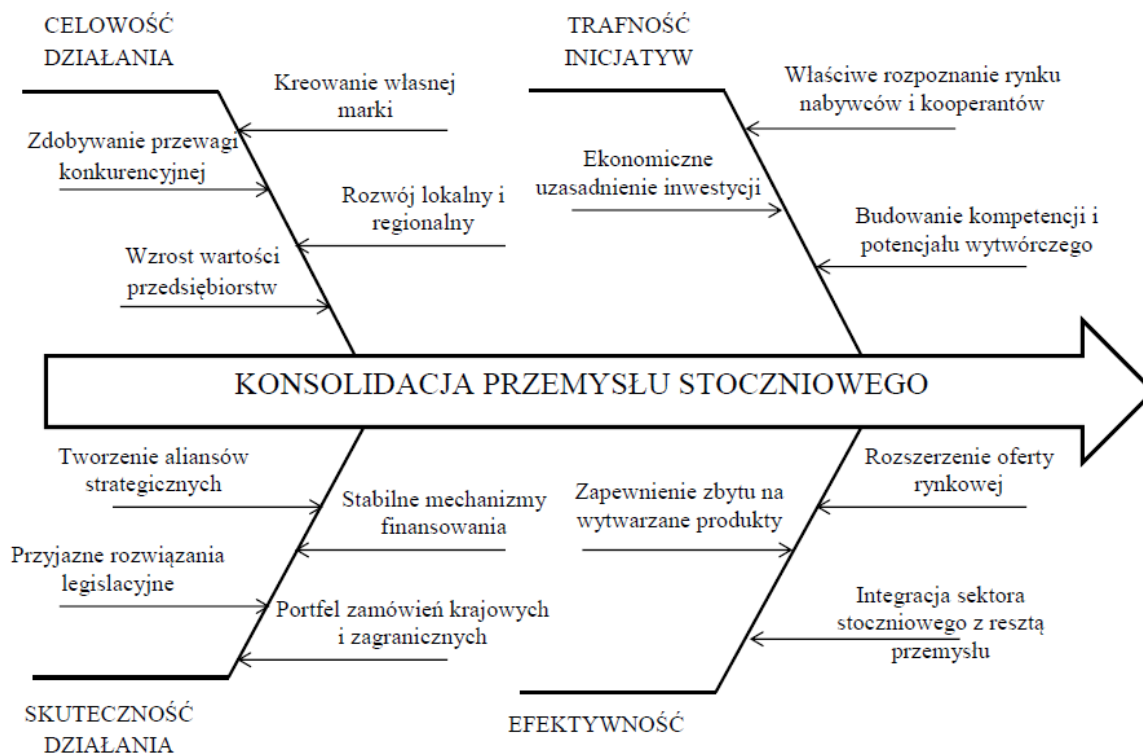 CELOWOŚĆ
DZIAŁANIA
Kreowanie własnej
marki
Zdobywanie przewagi
konkurencyjnej
Rozwój lokalny i
regionalny
Wzrost wartości
przedsiębiorstw
TRAFNOŚĆ
INICJATYW
Właściwe rozpoznanie rynku
nabywców i kooperantów
Ekonomiczne
uzasadnienie inwestycji
Budowanie kompetencji i
potencjału wytwórczego
KONSOLIDACJA PRZEMYSŁU STOCZNIOWEGO
Tworzenie aliansów
strategicznych
Stabilne mechanizmy
finansowania
Przyjazne rozwiązania
legislacyjne
Portfel zamówień krajowych
i zagranicznych
SKUTECZNOŚĆ
DZIAŁANIA
Rozszerzenie oferty
rynkowej
Zapewnienie zbytu na
wytwarzane produkty
Integracja sektora
stoczniowego z resztą
przemysłu
EFEKTYWNOŚĆ